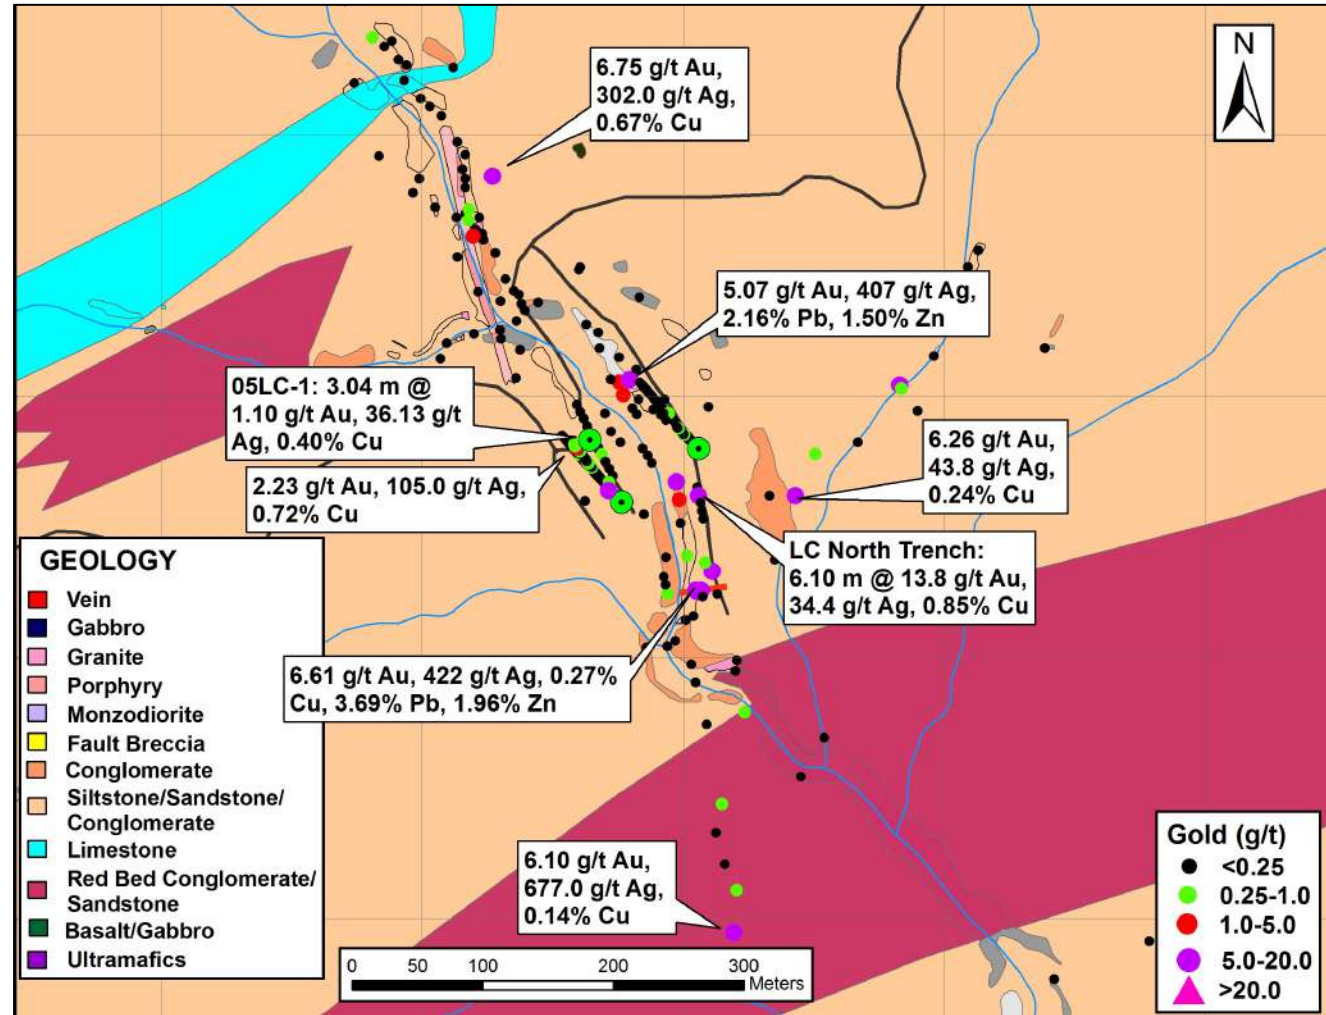 N
6.75 g/t Au,
302.0 g/t Ag,
0.67% Cu
5.07 g/t Au, 407 g/t Ag,
2.16% Pb, 1.50% Zn
05LC-1: 3.04 m @
1.10 g/t Au, 36.13 g/t
Ag, 0.40% Cu
6.26 g/t Au,
43.8 g/t Ag,
0.24% Cu
2.23 g/t Au, 105.0 g/t Ag,
0.72% Cu
LC North Trench:
6.10 m @ 13.8 g/t Au,
34.4 g/t Ag, 0.85% Cu
6.61 g/t Au, 422 g/t Ag, 0.27%
Cu, 3.69% Pb, 1.96% Zn
6.10 g/t Au,
677.0 g/t Ag,
0.14% Cu
GEOLOGY
Vein
Gabbro
Granite
Porphyry
Monzodiorite
Fault Breccia
Conglomerate
Siltstone/Sandstone/
Conglomerate
Limestone
Red Bed Conglomerate/
Sandstone
Basalt/Gabbro
Ultramafics
0 50 100 200 300
Meters
Gold (g/t)
<0.25
0.25-1.0
1.0-5.0
5.0-20.0
>20.0